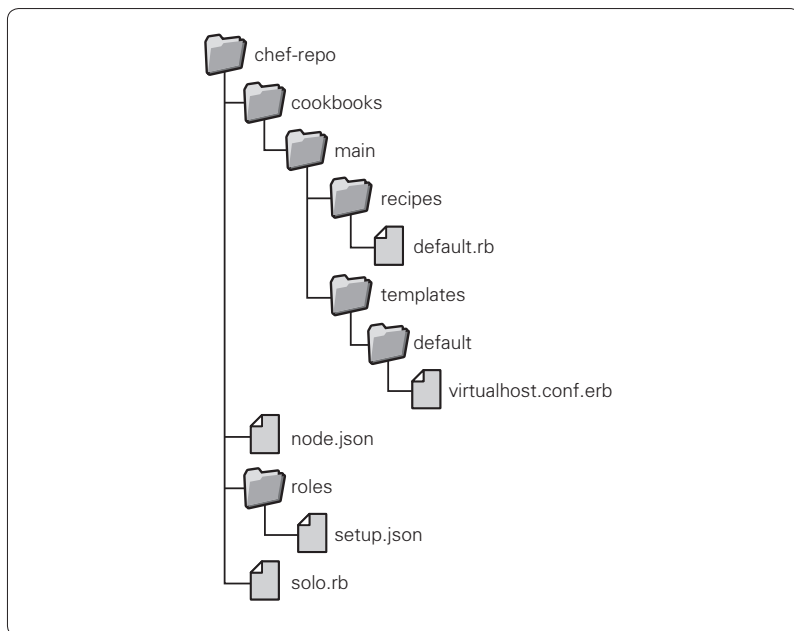 chef-repo
cookbooks
main
recipes
default.rb
templates
default
virtualhost.conf.erb
node.json
roles
setup.json
solo.rb